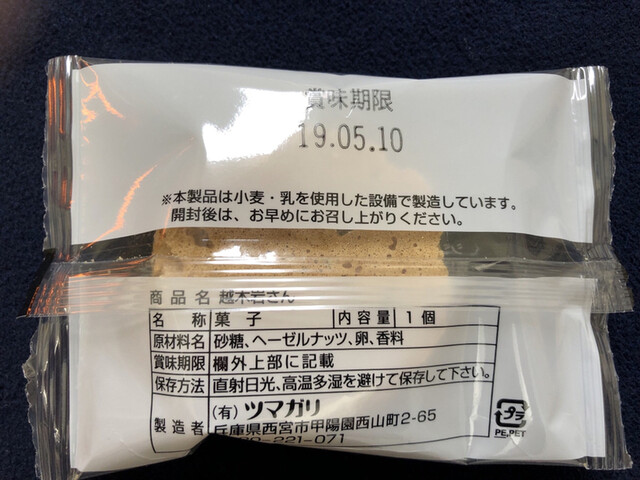 賞味期限
19.05.10
※本製品は小麦・乳を使用した設備で製造しています。
開封後は、お早めにお召し上がりください。
商品名 越木岩さん
名称 菓子 内容量 1個
原材料名 砂糖、ヘーゼルナッツ、卵、香料
賞味期限 欄外上部に記載
保存方法 直射日光、高温多湿を避けて保存して下さい。
製造者 (有)ツマガリ
兵庫県西宮市甲陽園西山町2-65
20-221-071
プラ
PE,PET